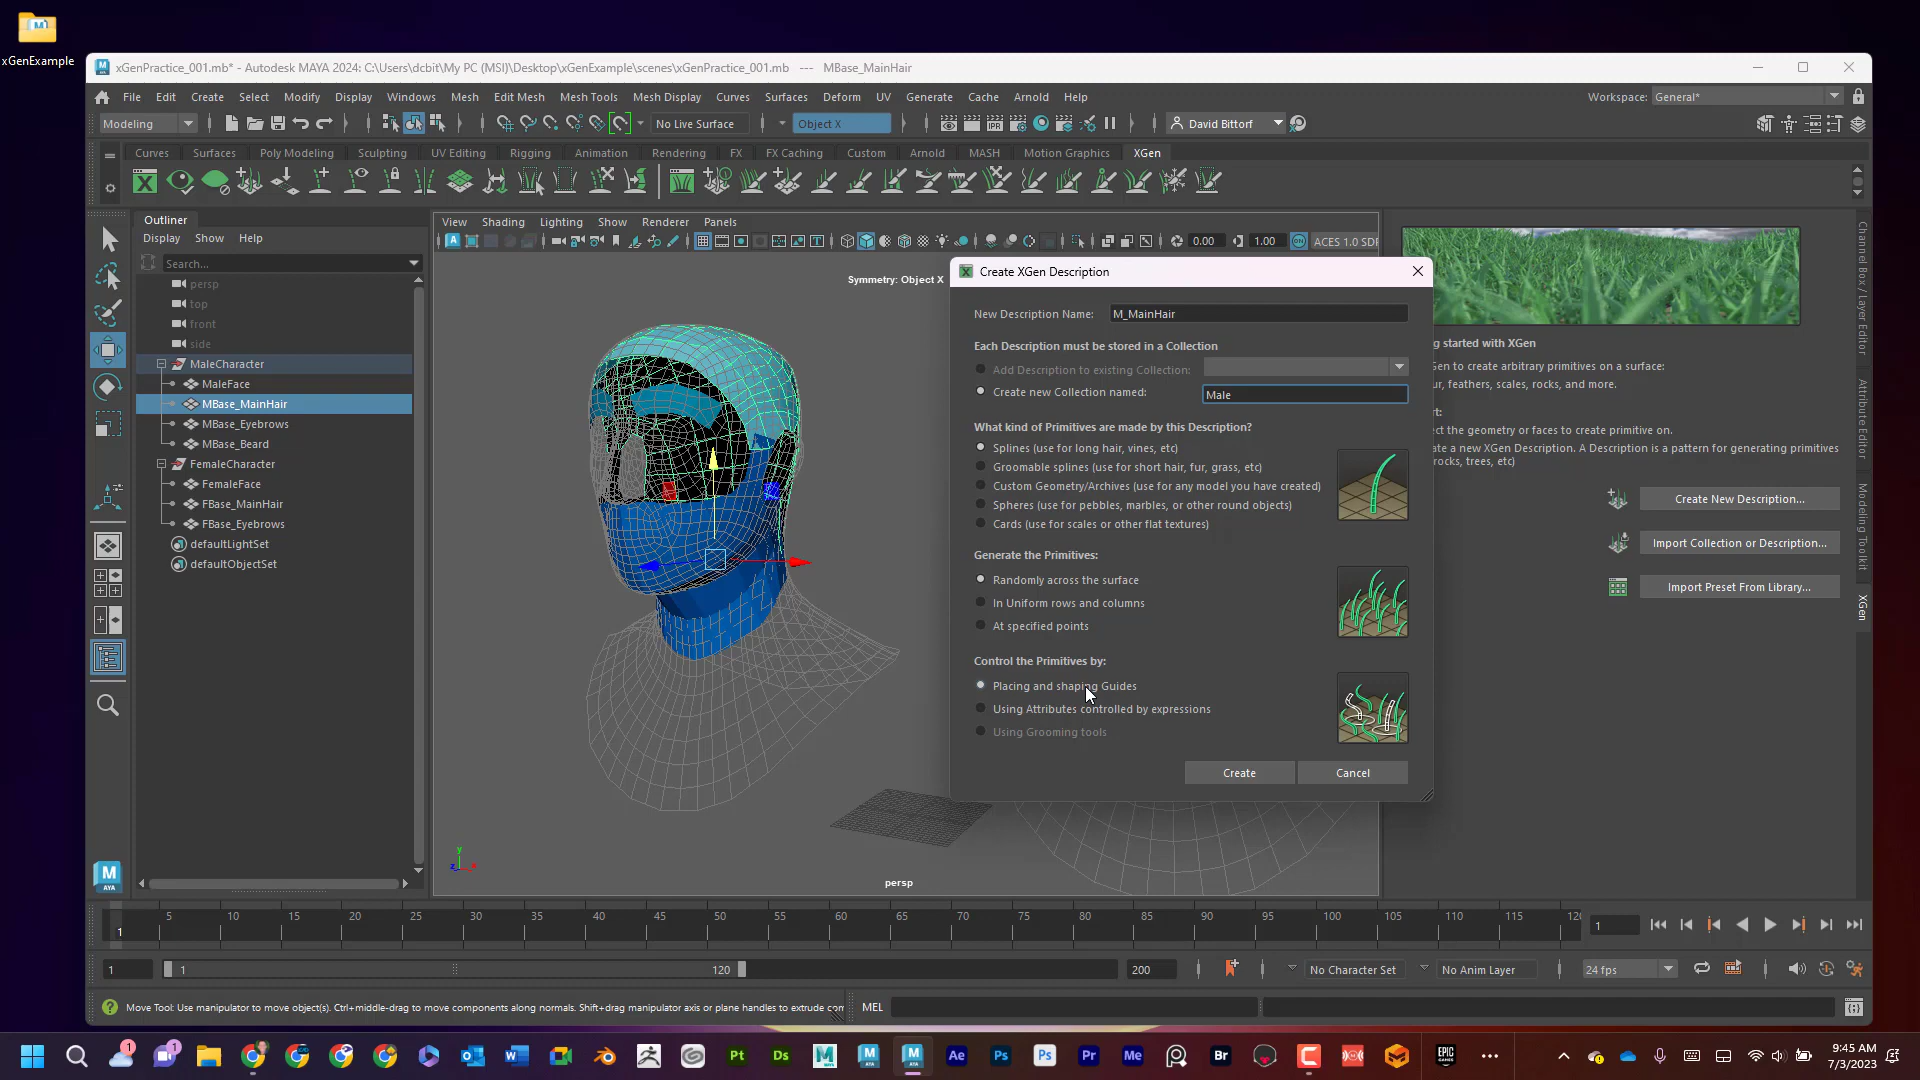 xGenExample
xGenPractice_001.mb* - Autodesk MAYA 2024: C:\Users\dcbit\My PC (MSI)\Desktop\xGenExample\scenes\xGenPractice_001.mb --- MBase_MainHair
File Edit Create Select Modify Display Windows Mesh Edit Mesh Mesh Tools Mesh Display Curves Surfaces Deform UV Generate Cache Arnold Help
Workspace: General*
Modeling
No Live Surface
Object X
David Bittorf
Curves Surfaces Poly Modeling Sculpting UV Editing Rigging Animation Rendering FX FX Caching Custom Arnold MASH Motion Graphics XGen
Outliner
Display Show Help
Search...
persp
top
front
side
MaleCharacter
MaleFace
MBase_MainHair
MBase_Eyebrows
MBase_Beard
FemaleCharacter
FemaleFace
FBase_MainHair
FBase_Eyebrows
defaultLightSet
defaultObjectSet
View Shading Lighting Show Renderer Panels
0.00
1.00
ACES 1.0 SDR
Symmetry: Object X
persp
Create XGen Description
New Description Name: M_MainHair
Each Description must be stored in a Collection
Add Description to existing Collection:
Create new Collection named: Male
What kind of Primitives are made by this Description?
Splines (use for long hair, vines, etc)
Groomable splines (use for short hair, fur, grass, etc)
Custom Geometry/Archives (use for any model you have created)
Spheres (use for pebbles, marbles, or other round objects)
Cards (use for scales or other flat textures)
Generate the Primitives:
Randomly across the surface
In Uniform rows and columns
At specified points
Control the Primitives by:
Placing and shaping Guides
Using Attributes controlled by expressions
Using Grooming tools
Create
Cancel
g started with XGen
Gen to create arbitrary primitives on a surface:
ur, feathers, scales, rocks, and more.
rt:
ect the geometry or faces to create primitive on.
ate a new XGen Description. A Description is a pattern for generating primitives
rocks, trees, etc)
Create New Description...
Import Collection or Description...
Import Preset From Library...
Channel Box / Layer Editor
Attribute Editor
Modeling Toolkit
XGen
5 10 15 20 25 30 35 40 45 50 55 60 65 70 75 80 85 90 95 100 105 110 115 120
1
1
1
1
120
200
No Character Set
No Anim Layer
24 fps
Move Tool: Use manipulator to move object(s). Ctrl+middle-drag to move components along normals. Shift+drag manipulator axis or plane handles to extrude com
MEL
M
AYA
y
z
x
1
1
Pt
Ds
M
M
M
Ae
Ps
Ps
Pr
Me
Br
EPIC
GAMES
9:45 AM
7/3/2023